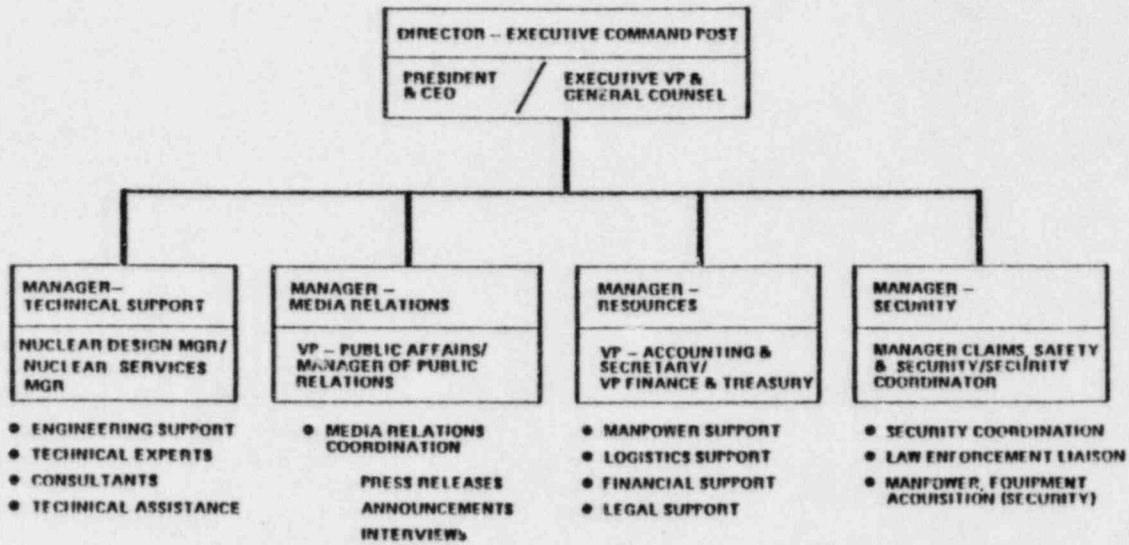 DIRECTOR – EXECUTIVE COMMAND POST
PRESIDENT
& CEO
/
EXECUTIVE VP &
GENERAL COUNSEL
MANAGER–
TECHNICAL SUPPORT
NUCLEAR DESIGN MGR/
NUCLEAR SERVICES
MGR
• ENGINEERING SUPPORT
• TECHNICAL EXPERTS
• CONSULTANTS
• TECHNICAL ASSISTANCE
MANAGER –
MEDIA RELATIONS
VP – PUBLIC AFFAIRS/
MANAGER OF PUBLIC
RELATIONS
• MEDIA RELATIONS
COORDINATION
PRESS RELEASES
ANNOUNCEMENTS
INTERVIEWS
MANAGER –
RESOURCES
VP – ACCOUNTING &
SECRETARY/
VP FINANCE & TREASURY
• MANPOWER SUPPORT
• LOGISTICS SUPPORT
• FINANCIAL SUPPORT
• LEGAL SUPPORT
MANAGER –
SECURITY
MANAGER CLAIMS, SAFETY
& SECURITY/SECURITY
COORDINATOR
• SECURITY COORDINATION
• LAW ENFORCEMENT LIAISON
• MANPOWER, EQUIPMENT
ACQUISITION (SECURITY)